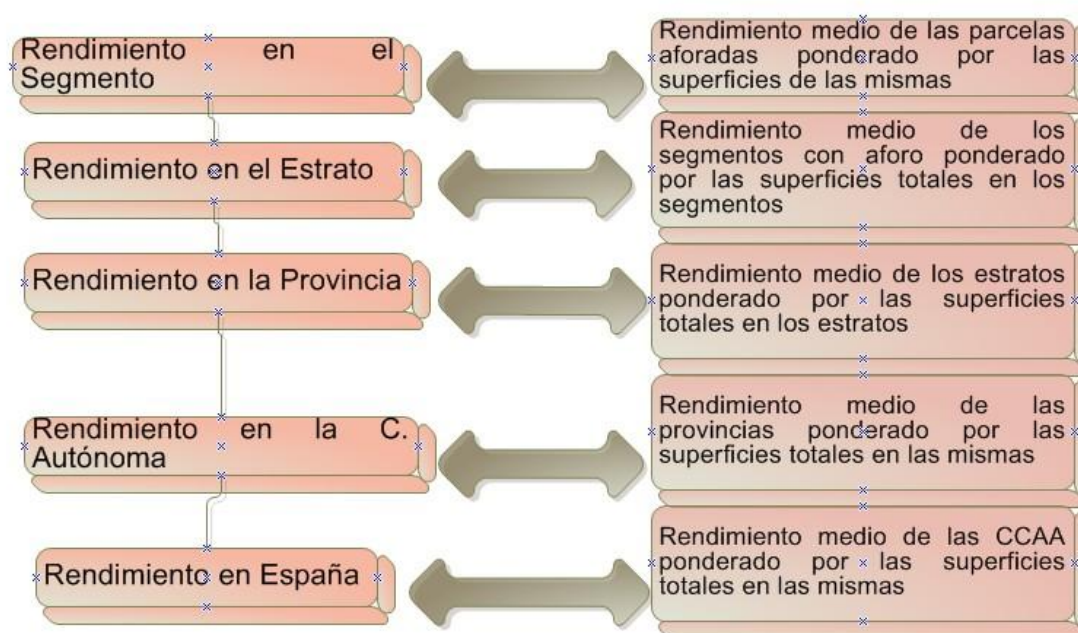 Rendimiento en el
Segmento
Rendimiento medio de las parcelas
aforadas ponderado por las
superficies de las mismas
Rendimiento en el Estrato
Rendimiento medio de los
segmentos con aforo ponderado
por las superficies totales en los
segmentos
Rendimiento en la Provincia
Rendimiento medio de los estratos
ponderado por las superficies
totales en los estratos
Rendimiento en la C.
Autónoma
Rendimiento medio de las
provincias ponderado por las
superficies totales en las mismas
Rendimiento en España
Rendimiento medio de las CCAA
ponderado por las superficies
totales en las mismas